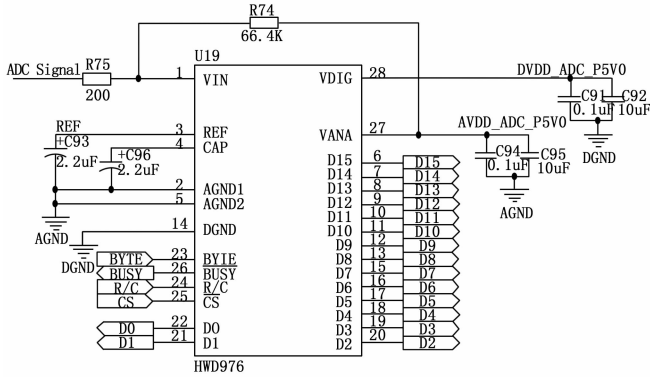 R74
66.4K
U19
ADC Signal
R75
200
1
VIN
VDIG
28
DVDD_ADC_P5V0
C91
0.1uF
C92
10uF
DGND
REF
3
REF
+C93
2.2uF
4
CAP
+C96
2.2uF
VANA
27
AVDD_ADC_P5V0
C94
0.1uF
C95
10uF
AGND
2
AGND1
5
AGND2
AGND
14
DGND
DGND
BYTE
23
BYIE
BUSY
26
BUSY
R/C
24
R/C
CS
25
CS
D0
22
D0
D1
21
D1
D15
6
D15
D14
7
D14
D13
8
D13
D12
9
D12
D11
10
D11
D10
11
D10
D9
12
D9
D8
13
D8
D7
15
D7
D6
16
D6
D5
17
D5
D4
18
D4
D3
19
D3
D2
20
D2
HWD976